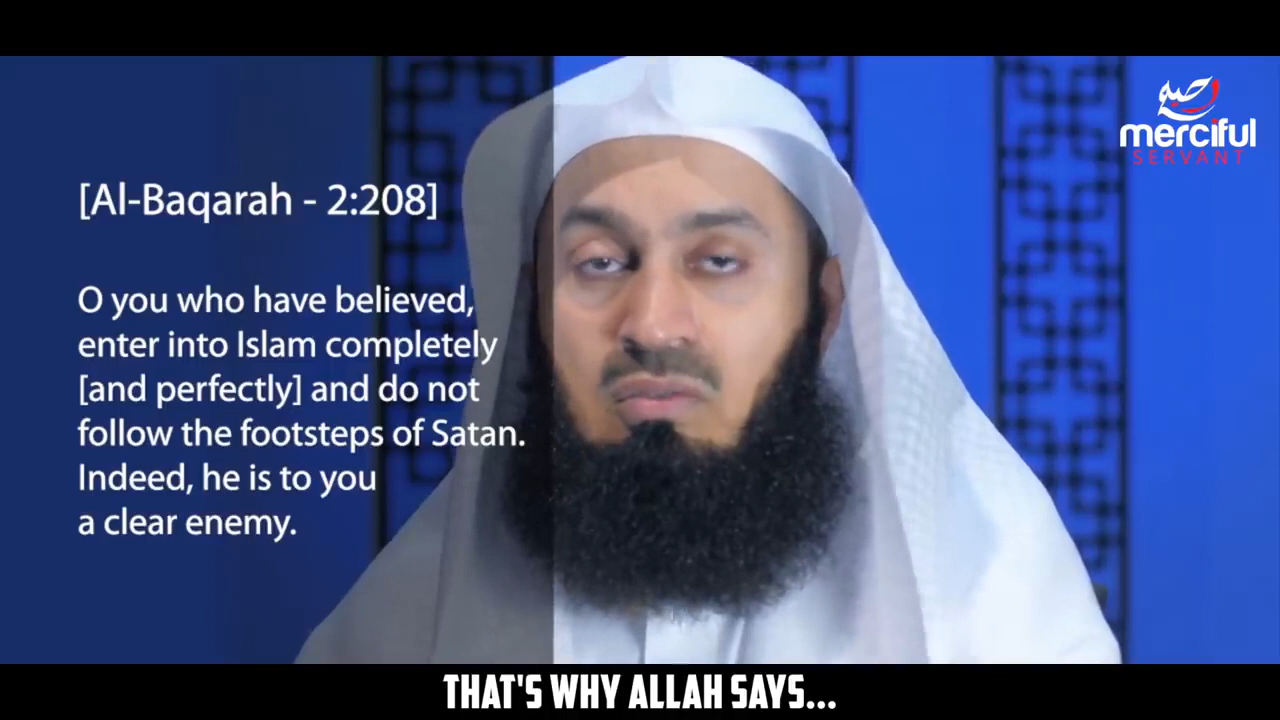 merciful
SERVANT
[Al-Baqarah - 2:208]
O you who have believed,
enter into Islam completely
[and perfectly] and do not
follow the footsteps of Satan.
Indeed, he is to you
a clear enemy.
THAT'S WHY ALLAH SAYS...